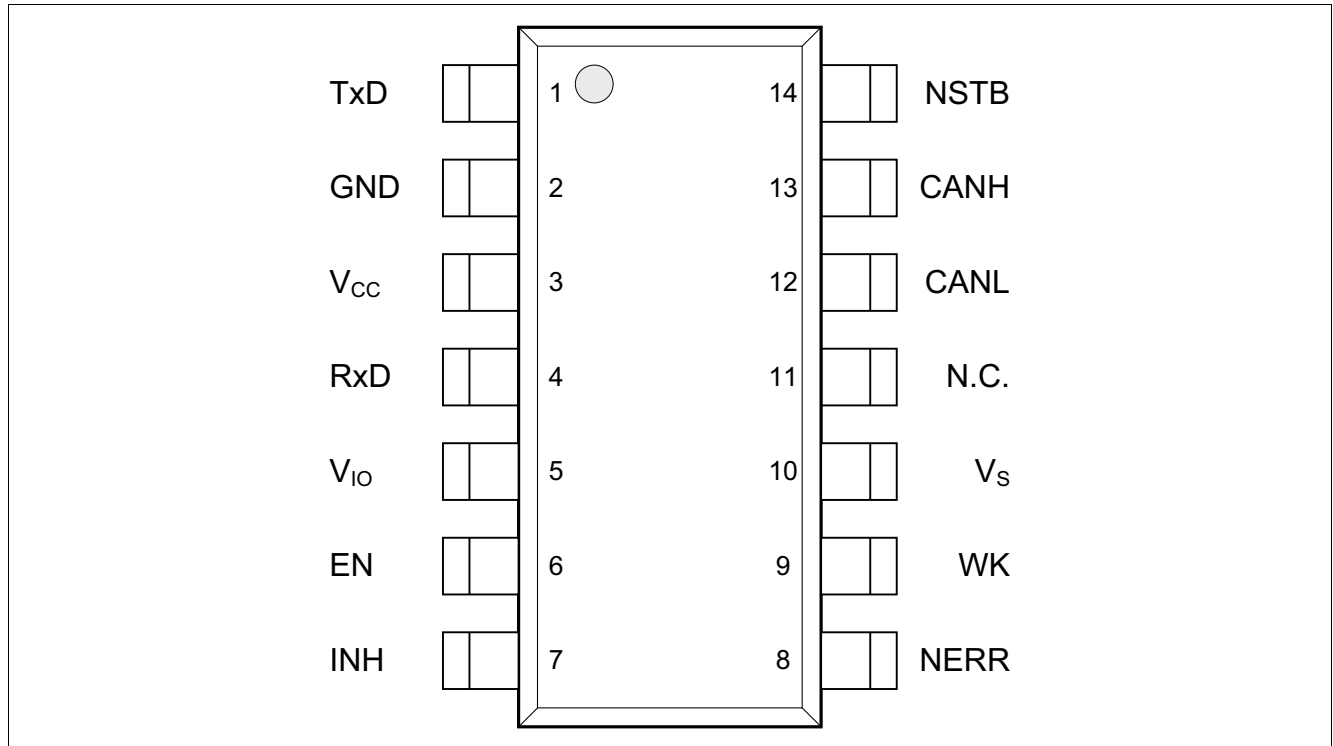 TxD 1 14 NSTB
GND 2 13 CANH
VCC 3 12 CANL
RxD 4 11 N.C.
VIO 5 10 VS
EN 6 9 WK
INH 7 8 NERR